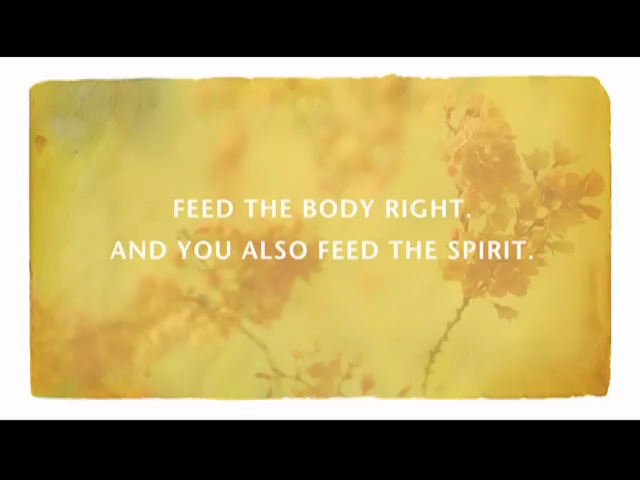 FEED THE BODY RIGHT.
AND YOU ALSO FEED THE SPIRIT.